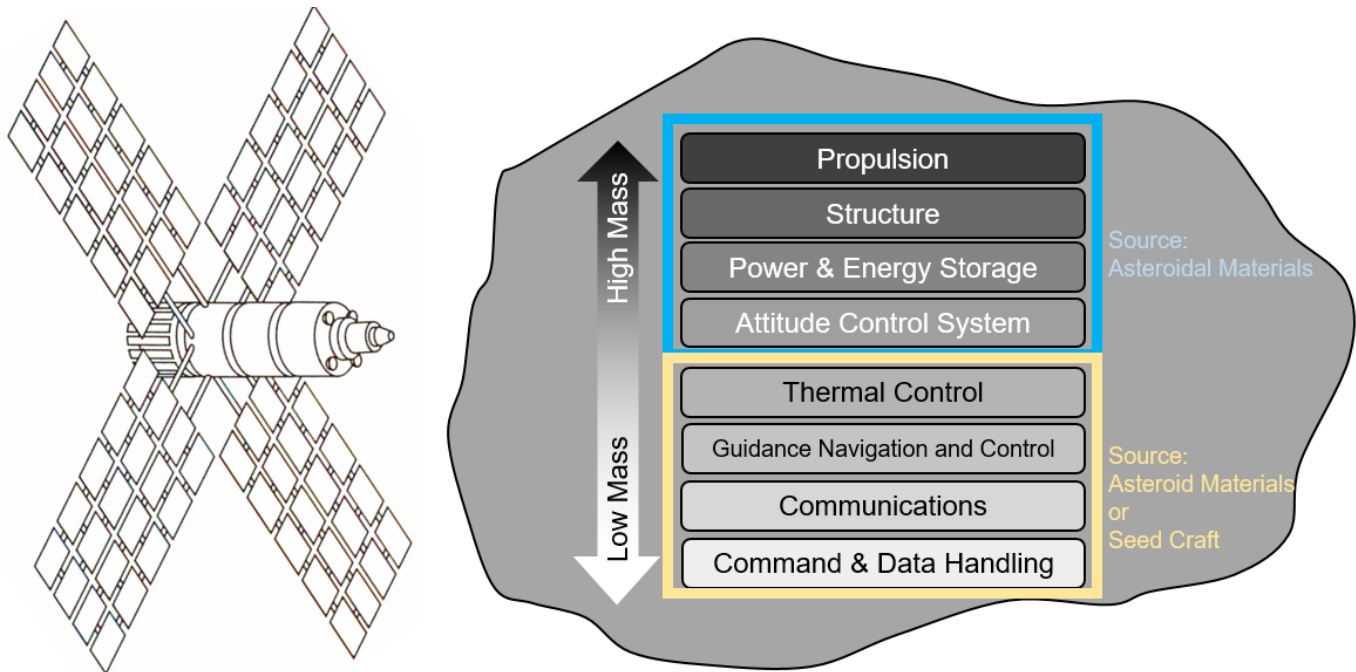 High Mass
Low Mass
Propulsion
Structure
Power & Energy Storage
Attitude Control System
Source:
Asteroidal Materials
Thermal Control
Guidance Navigation and Control
Communications
Command & Data Handling
Source:
Asteroid Materials
or
Seed Craft